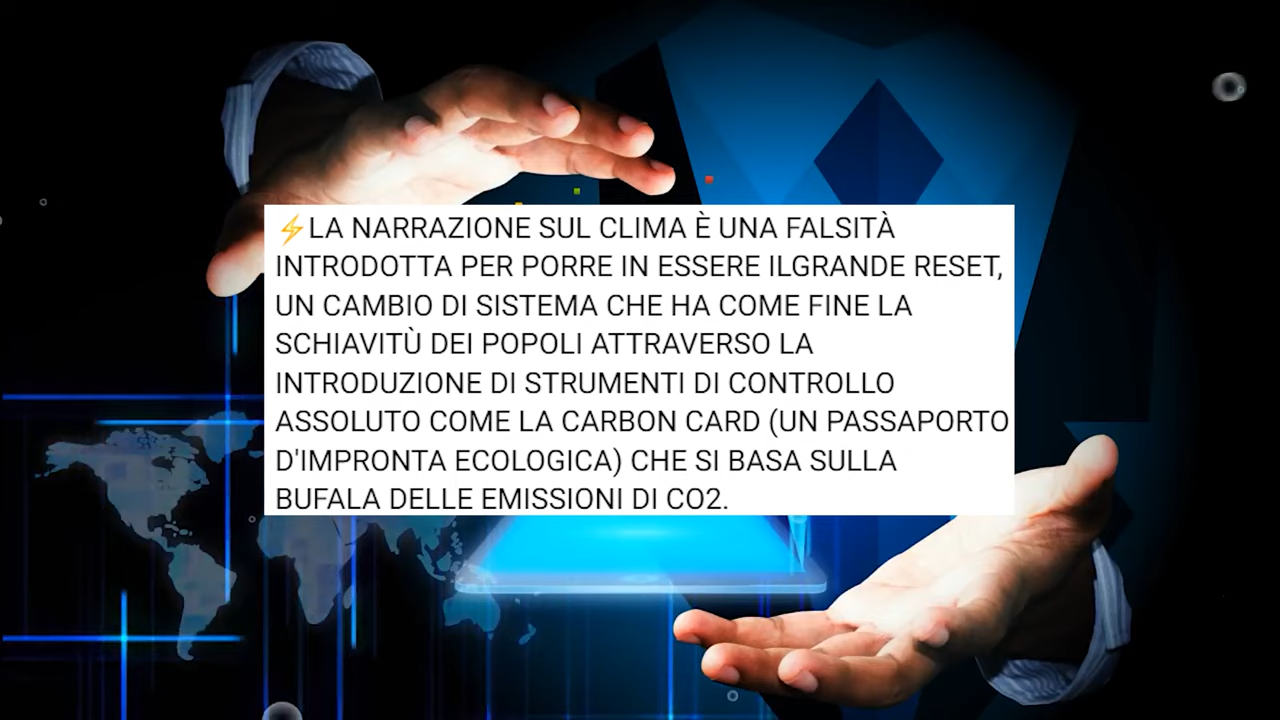 ⚡LA NARRAZIONE SUL CLIMA È UNA FALSITÀ
INTRODOTTA PER PORRE IN ESSERE ILGRANDE RESET,
UN CAMBIO DI SISTEMA CHE HA COME FINE LA
SCHIAVITÙ DEI POPOLI ATTRAVERSO LA
INTRODUZIONE DI STRUMENTI DI CONTROLLO
ASSOLUTO COME LA CARBON CARD (UN PASSAPORTO
D'IMPRONTA ECOLOGICA) CHE SI BASA SULLA
BUFALA DELLE EMISSIONI DI CO2.